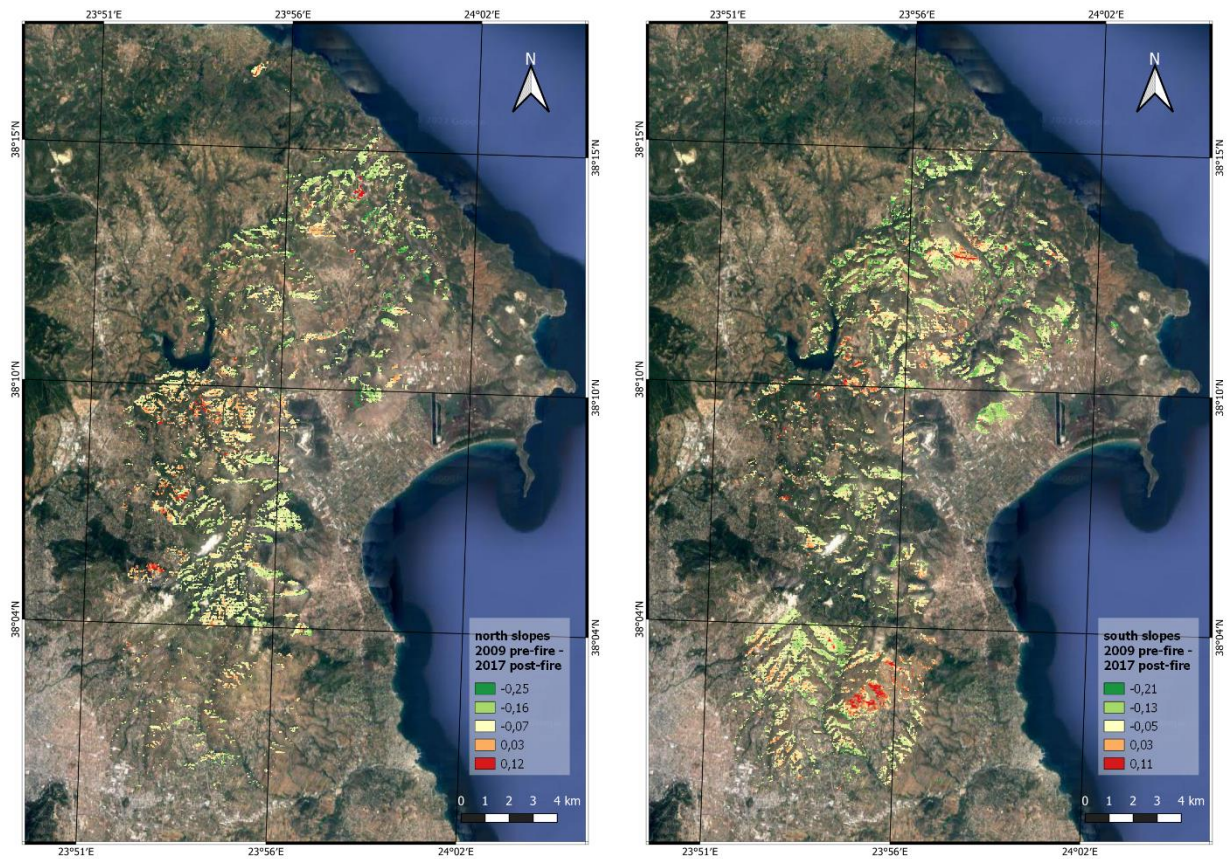 23°51'E 23°56'E 24°02'E
N
38°15'N 38°15'N
38°10'N 38°10'N
38°04'N 38°04'N
north slopes
2009 pre-fire -
2017 post-fire
-0,25
-0,16
-0,07
0,03
0,12
0 1 2 3 4 km
23°51'E 23°56'E 24°02'E
23°51'E 23°56'E 24°02'E
N
38°15'N 38°15'N
38°10'N 38°10'N
38°04'N 38°04'N
south slopes
2009 pre-fire -
2017 post-fire
-0,21
-0,13
-0,05
0,03
0,11
0 1 2 3 4 km
23°51'E 23°56'E 24°02'E